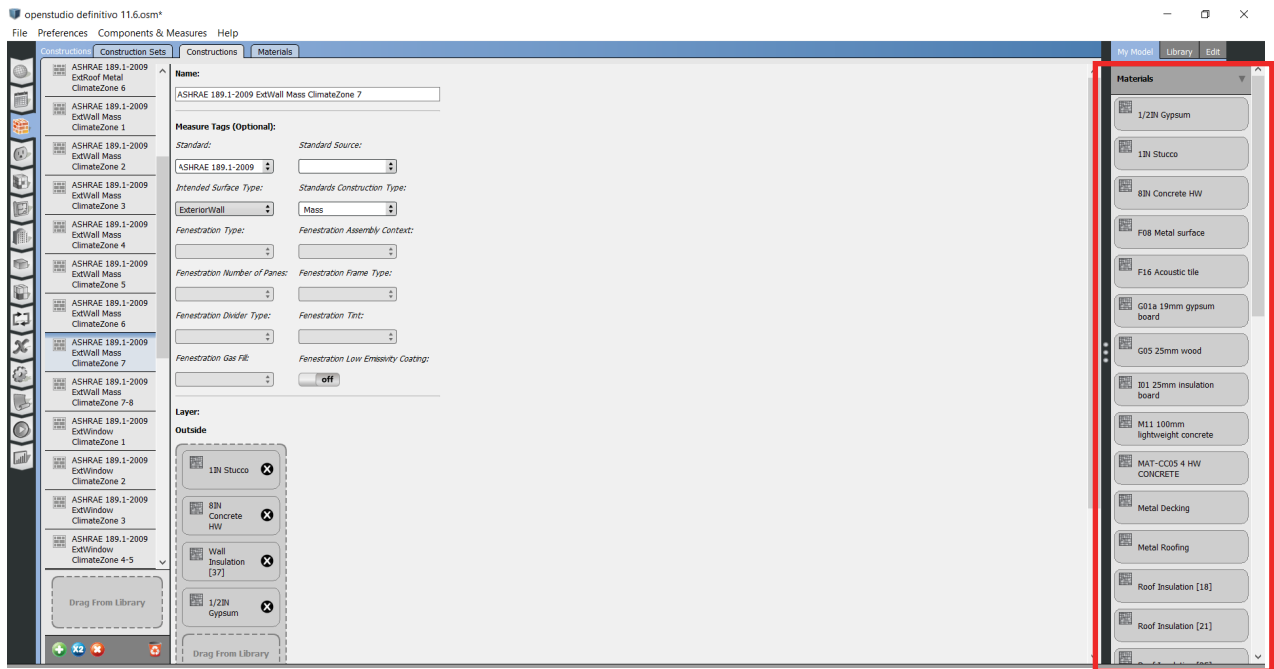 openstudio definitivo 11.6.osm*
File Preferences Components & Measures Help
Constructions
Construction Sets
Constructions
Materials
My Model
Library
Edit
ASHRAE 189.1-2009
ExtRoof Metal
ClimateZone 6
ASHRAE 189.1-2009
ExtWall Mass
ClimateZone 1
ASHRAE 189.1-2009
ExtWall Mass
ClimateZone 2
ASHRAE 189.1-2009
ExtWall Mass
ClimateZone 3
ASHRAE 189.1-2009
ExtWall Mass
ClimateZone 4
ASHRAE 189.1-2009
ExtWall Mass
ClimateZone 5
ASHRAE 189.1-2009
ExtWall Mass
ClimateZone 6
ASHRAE 189.1-2009
ExtWall Mass
ClimateZone 7
ASHRAE 189.1-2009
ExtWall Mass
ClimateZone 7-8
ASHRAE 189.1-2009
ExtWindow
ClimateZone 1
ASHRAE 189.1-2009
ExtWindow
ClimateZone 2
ASHRAE 189.1-2009
ExtWindow
ClimateZone 3
ASHRAE 189.1-2009
ExtWindow
ClimateZone 4-5
Drag From Library
X2
Name:
ASHRAE 189.1-2009 ExtWall Mass ClimateZone 7
Measure Tags (Optional):
Standard: Standard Source:
ASHRAE 189.1-2009
Intended Surface Type: Standards Construction Type:
ExteriorWall Mass
Fenestration Type: Fenestration Assembly Context:
Fenestration Number of Panes: Fenestration Frame Type:
Fenestration Divider Type: Fenestration Tint:
Fenestration Gas Fill: Fenestration Low Emissivity Coating:
off
Layer:
Outside
1IN Stucco
8IN
Concrete
HW
Wall
Insulation
[37]
1/2IN
Gypsum
Drag From Library
Materials
1/2IN Gypsum
1IN Stucco
8IN Concrete HW
F08 Metal surface
F16 Acoustic tile
G01a 19mm gypsum
board
G05 25mm wood
I01 25mm insulation
board
M11 100mm
lightweight concrete
MAT-CC05 4 HW
CONCRETE
Metal Decking
Metal Roofing
Roof Insulation [18]
Roof Insulation [21]